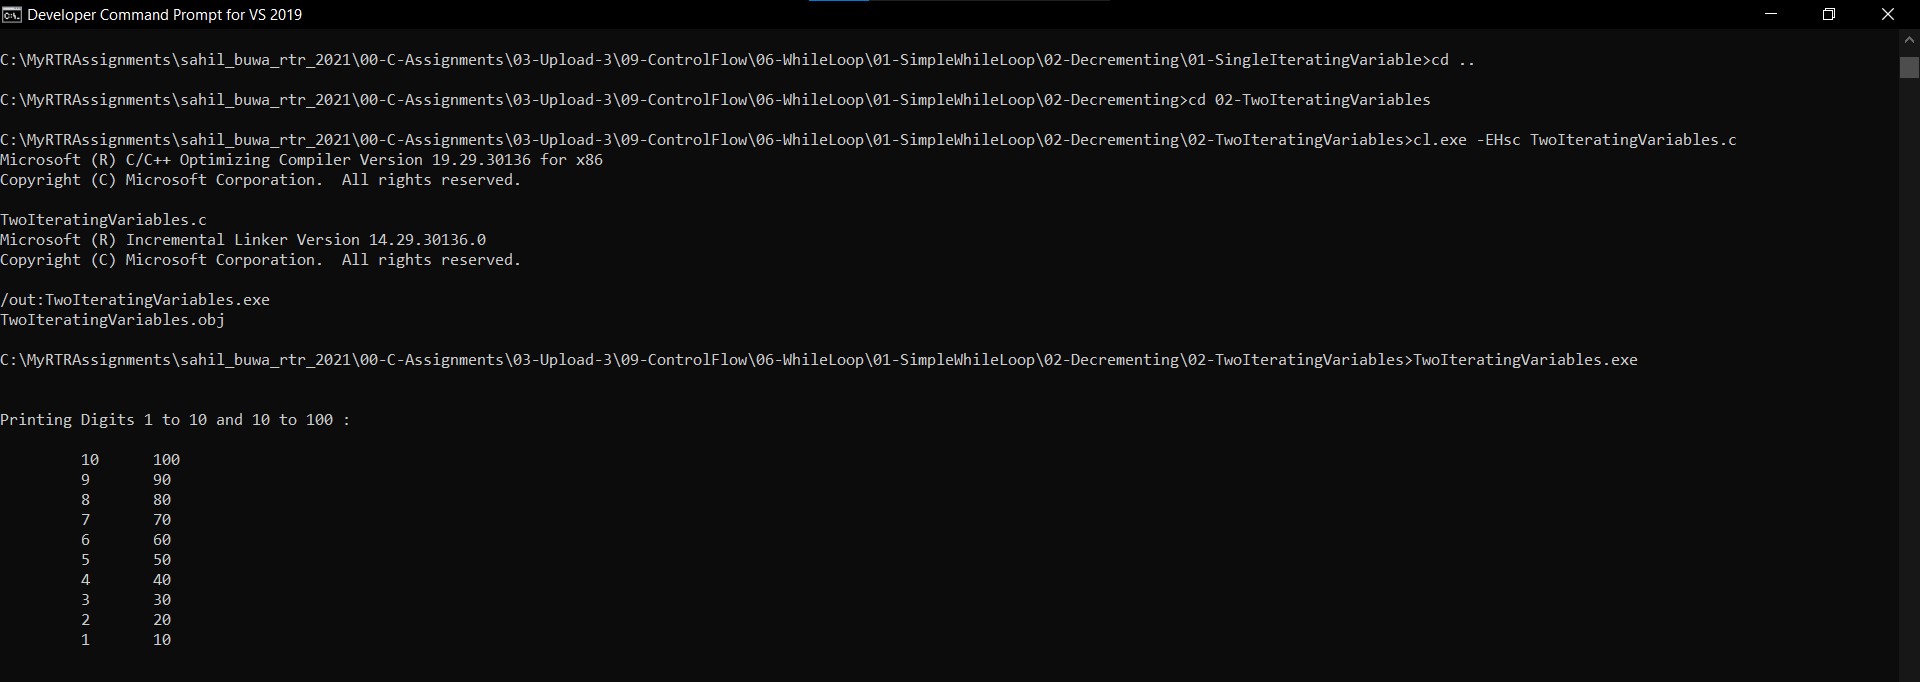 Developer Command Prompt for VS 2019
C:\MyRTRAssignments\sahil_buwa_rtr_2021\00-C-Assignments\03-Upload-3\09-ControlFlow\06-WhileLoop\01-SimpleWhileLoop\02-Decrementing\01-SingleIteratingVariable>cd ..
C:\MyRTRAssignments\sahil_buwa_rtr_2021\00-C-Assignments\03-Upload-3\09-ControlFlow\06-WhileLoop\01-SimpleWhileLoop\02-Decrementing>cd 02-TwoIteratingVariables
C:\MyRTRAssignments\sahil_buwa_rtr_2021\00-C-Assignments\03-Upload-3\09-ControlFlow\06-WhileLoop\01-SimpleWhileLoop\02-Decrementing\02-TwoIteratingVariables>cl.exe -EHsc TwoIteratingVariables.c
Microsoft (R) C/C++ Optimizing Compiler Version 19.29.30136 for x86
Copyright (C) Microsoft Corporation.  All rights reserved.
TwoIteratingVariables.c
Microsoft (R) Incremental Linker Version 14.29.30136.0
Copyright (C) Microsoft Corporation.  All rights reserved.
/out:TwoIteratingVariables.exe
TwoIteratingVariables.obj
C:\MyRTRAssignments\sahil_buwa_rtr_2021\00-C-Assignments\03-Upload-3\09-ControlFlow\06-WhileLoop\01-SimpleWhileLoop\02-Decrementing\02-TwoIteratingVariables>TwoIteratingVariables.exe
Printing Digits 1 to 10 and 10 to 100 :
10 100
9 90
8 80
7 70
6 60
5 50
4 40
3 30
2 20
1 10